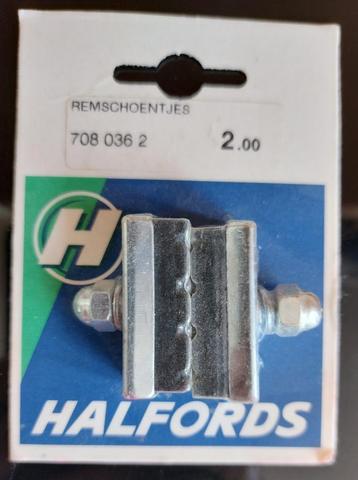 REMSCHOENTJES
708 036 2 2.00
H
HALFORDS